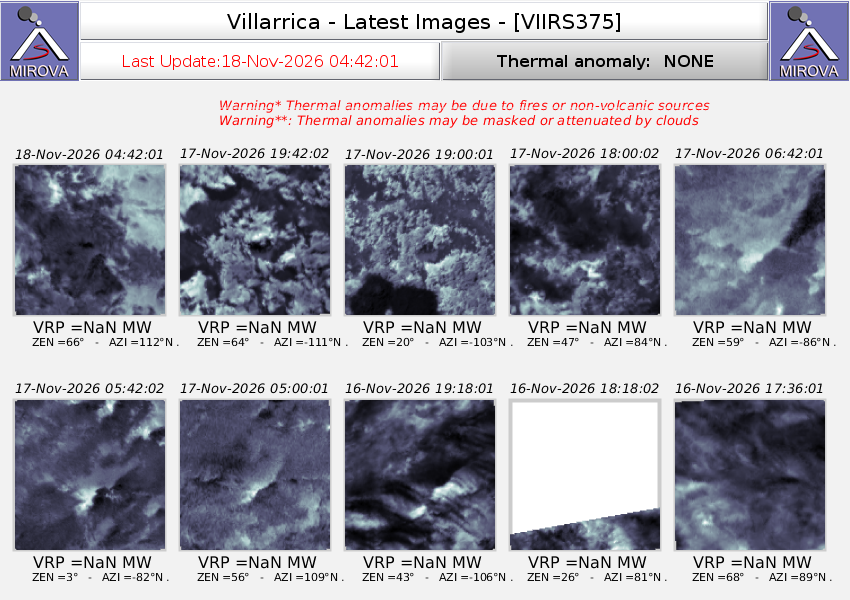 Villarrica - Latest Images - [VIIRS375]
MIROVA
Last Update:18-Nov-2026 04:42:01
Thermal anomaly: NONE
MIROVA
Warning* Thermal anomalies may be due to fires or non-volcanic sources
Warning**: Thermal anomalies may be masked or attenuated by clouds
18-Nov-2026 04:42:01 17-Nov-2026 19:42:02 17-Nov-2026 19:00:01 17-Nov-2026 18:00:02 17-Nov-2026 06:42:01
VRP =NaN MW VRP =NaN MW VRP =NaN MW VRP =NaN MW VRP =NaN MW
ZEN =66° - AZI =112°N . ZEN =64° - AZI =-111°N . ZEN =20° - AZI =-103°N . ZEN =47° - AZI =84°N . ZEN =59° - AZI =-86°N .
17-Nov-2026 05:42:02 17-Nov-2026 05:00:01 16-Nov-2026 19:18:01 16-Nov-2026 18:18:02 16-Nov-2026 17:36:01
VRP =NaN MW VRP =NaN MW VRP =NaN MW VRP =NaN MW VRP =NaN MW
ZEN =3° - AZI =-82°N . ZEN =56° - AZI =109°N . ZEN =43° - AZI =-106°N . ZEN =26° - AZI =81°N . ZEN =68° - AZI =89°N .